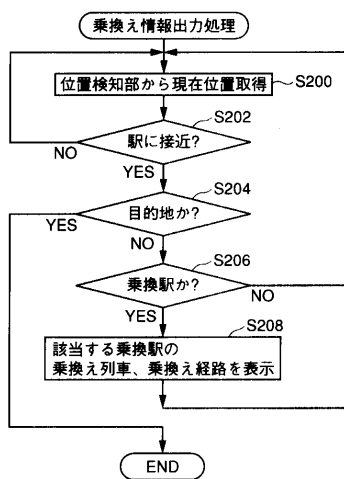 乗換え情報出力処理
位置検知部から現在位置取得
S200
S202
駅に接近?
NO
YES
S204
目的地か?
YES
NO
S206
乗換駅か?
NO
YES
S208
該当する乗換駅の
乗換え列車、乗換え経路を表示
END